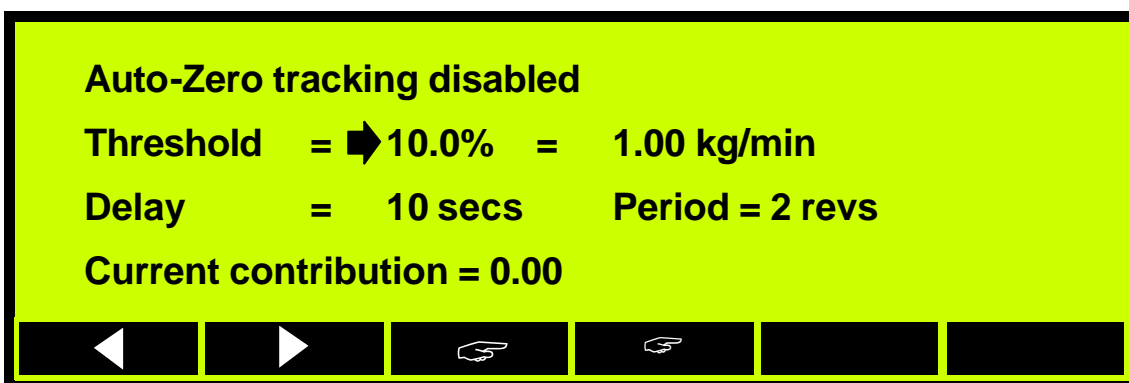 Auto-Zero tracking disabled
Threshold = 10.0% = 1.00 kg/min
Delay = 10 secs Period = 2 revs
Current contribution = 0.00